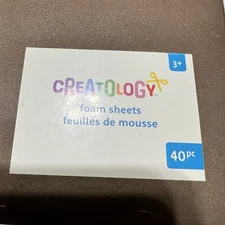 3+
CREATOLOGY
foam sheets
feuilles de mousse
40pc